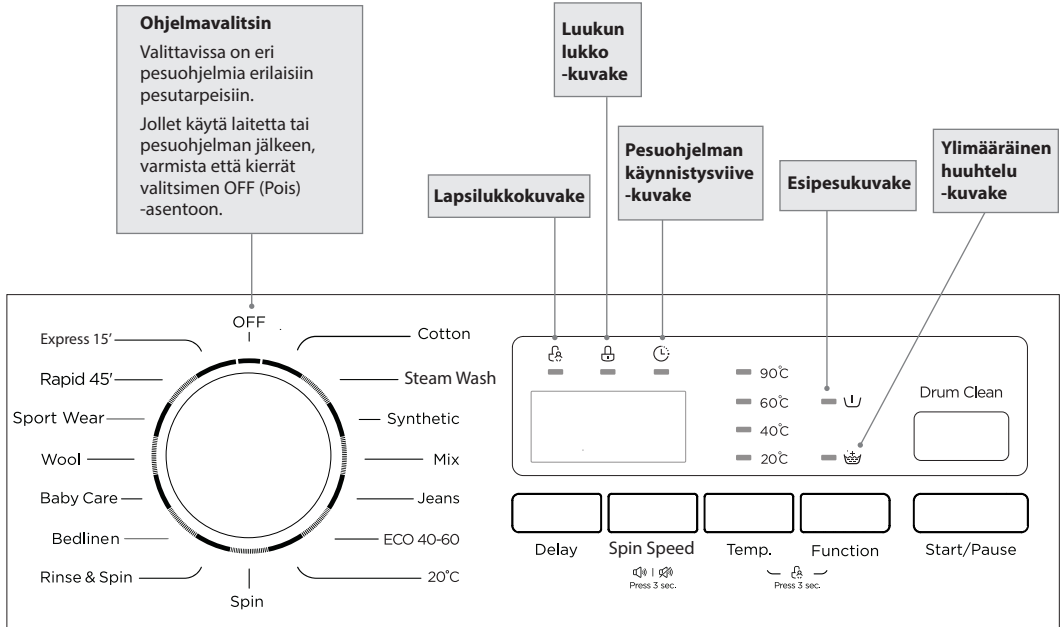 Ohjelmavalitsin
Valittavissa on eri
pesuohjelmia erilaisiin
pesutarpeisiin.
Jollet käytä laitetta tai
pesuohjelman jälkeen,
varmista että kierrät
valitsimen OFF (Pois)
-asentoon.
Luukun
lukko
-kuvake
Lapsilukkokuvake
Pesuohjelman
käynnistysviive
-kuvake
Esipesukuvake
Ylimääräinen
huuhtelu
-kuvake
OFF
Express 15'
Rapid 45'
Sport Wear
Wool
Baby Care
Bedlinen
Rinse & Spin
Spin
Cotton
Steam Wash
Synthetic
Mix
Jeans
ECO 40-60
20°C
90°C
60°C
40°C
20°C
Drum Clean
Delay
Spin Speed
Press 3 sec.
Temp.
Function
Press 3 sec.
Start/Pause